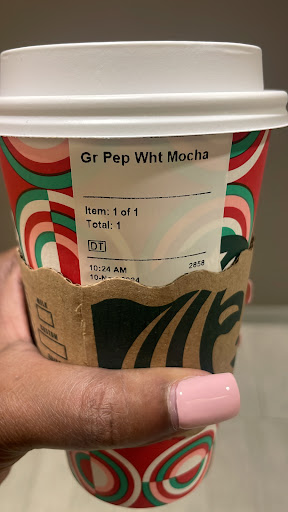 Gr Pep Wht Mocha
Item: 1 of 1
Total: 1
DT
10:24 AM 2858